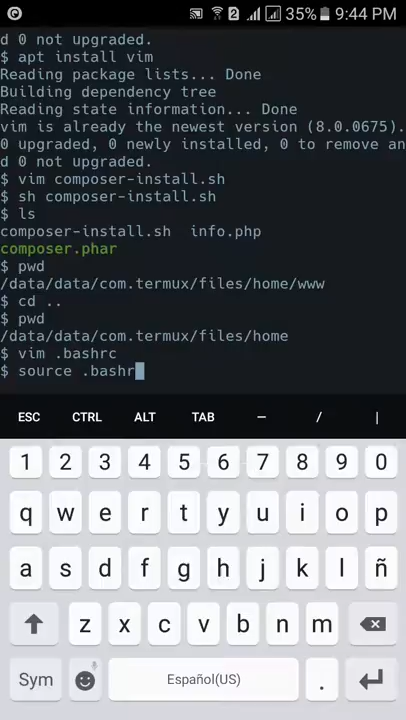 35% 9:44 PM
d 0 not upgraded.
$ apt install vim
Reading package lists... Done
Building dependency tree
Reading state information... Done
vim is already the newest version (8.0.0675).
0 upgraded, 0 newly installed, 0 to remove an
d 0 not upgraded.
$ vim composer-install.sh
$ sh composer-install.sh
$ ls
composer-install.sh  info.php
composer.phar
$ pwd
/data/data/com.termux/files/home/www
$ cd ..
$ pwd
/data/data/com.termux/files/home
$ vim .bashrc
$ source .bashr
ESC CTRL ALT TAB — / |
1 2 3 4 5 6 7 8 9 0
q w e r t y u i o p
a s d f g h j k l ñ
z x c v b n m
Sym Español(US) .